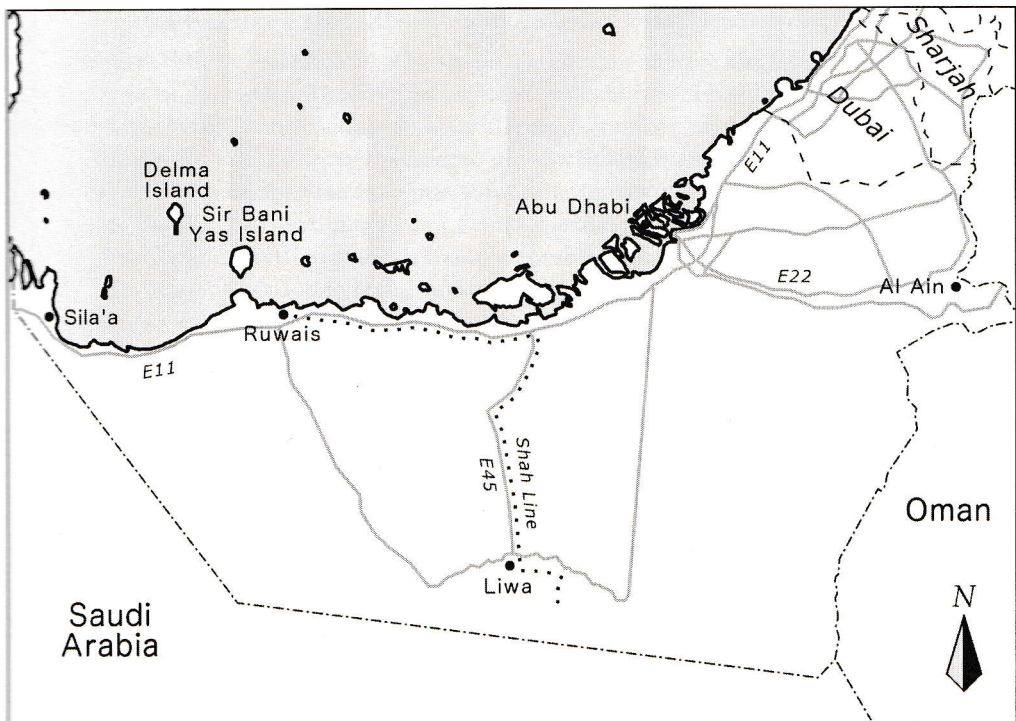 Sharjah
Dubai
E11
Delma
Island
Sir Bani
Yas Island
Abu Dhabi
E22
Al Ain
Sila'a
Ruwais
E11
Shah Line
E45
Oman
Liwa
Saudi
Arabia
N